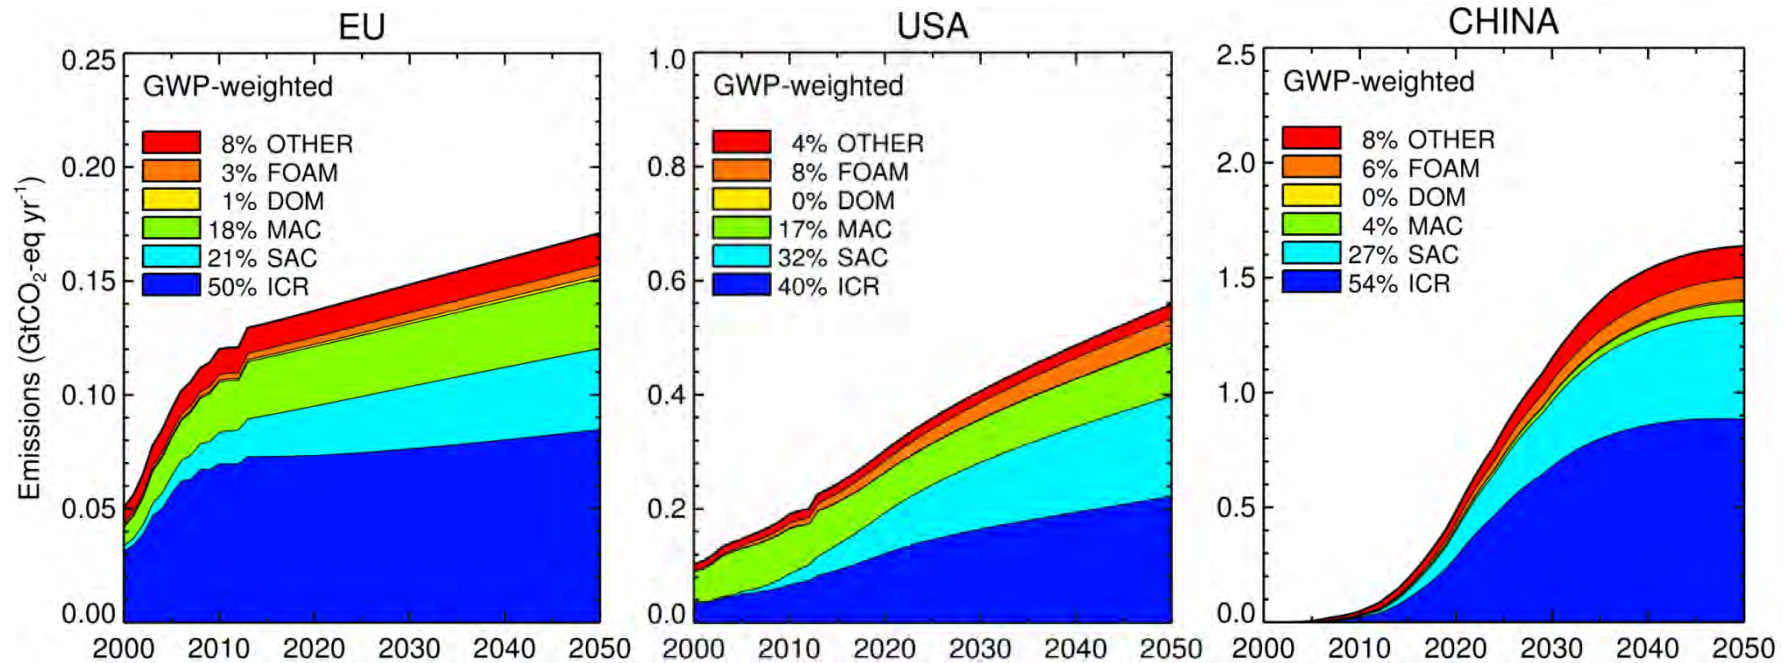 EU
USA
CHINA
Emissions (GtCO₂-eq yr⁻¹)
0.25
0.20
0.15
0.10
0.05
0.00
GWP-weighted
8% OTHER
3% FOAM
1% DOM
18% MAC
21% SAC
50% ICR
2000 2010 2020 2030 2040 2050
1.0
0.8
0.6
0.4
0.2
0.0
GWP-weighted
4% OTHER
8% FOAM
0% DOM
17% MAC
32% SAC
40% ICR
2000 2010 2020 2030 2040 2050
2.5
2.0
1.5
1.0
0.5
0.0
GWP-weighted
8% OTHER
6% FOAM
0% DOM
4% MAC
27% SAC
54% ICR
2000 2010 2020 2030 2040 2050